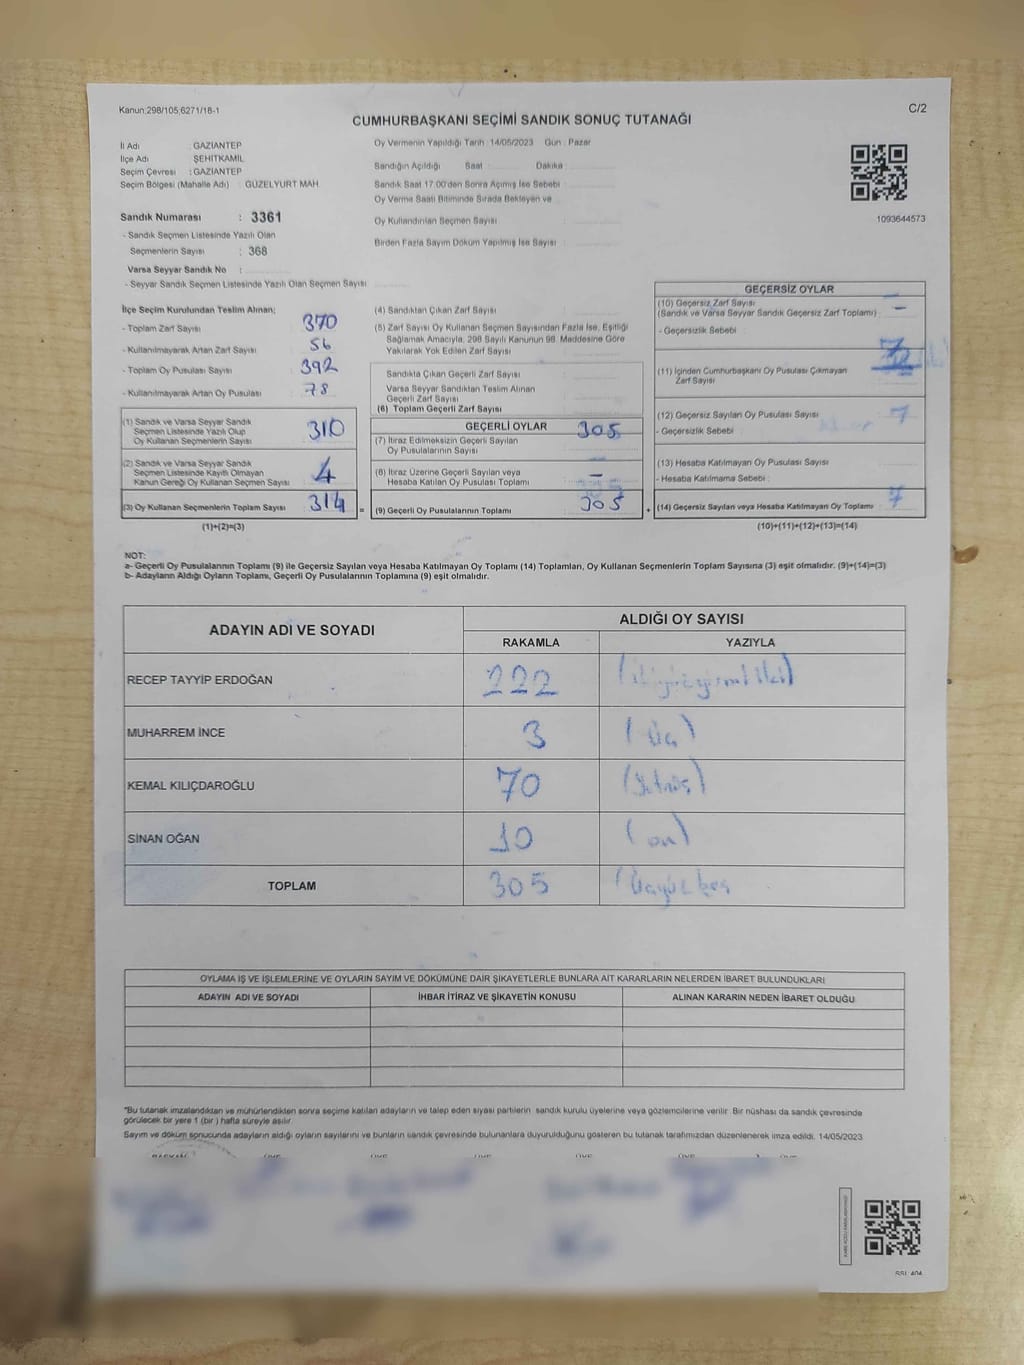 Kanun:298/105;6271/18-1
C/2
CUMHURBAŞKANI SEÇİMİ SANDIK SONUÇ TUTANAĞI
İl Adı : GAZİANTEP
İlçe Adı : ŞEHİTKAMİL
Seçim Çevresi : GAZİANTEP
Seçim Bölgesi (Mahalle Adı) : GÜZELYURT MAH.
Sandık Numarası : 3361
- Sandık Seçmen Listesinde Yazılı Olan
Seçmenlerin Sayısı : 368
Varsa Seyyar Sandık No :
- Seyyar Sandık Seçmen Listesinde Yazılı Olan Seçmen Sayısı
Oy Vermenin Yapıldığı Tarih : 14/05/2023 Gün : Pazar
Sandığın Açıldığı Saat Dakika
Sandık Saat 17.00'den Sonra Açılmış İse Sebebi :
Oy Verme Saati Bitiminde Sırada Bekleyen ve
Oy Kullandırılan Seçmen Sayısı :
Birden Fazla Sayım Döküm Yapılmış İse Sayısı :
1093644573
İlçe Seçim Kurulundan Teslim Alınan;
- Toplam Zarf Sayısı 370
- Kullanılmayarak Artan Zarf Sayısı 56
- Toplam Oy Pusulası Sayısı 392
- Kullanılmayarak Artan Oy Pusulası 78
(1) Sandık ve Varsa Seyyar Sandık
Seçmen Listesinde Yazılı Olup
Oy Kullanan Seçmenlerin Sayısı 310
(2) Sandık ve Varsa Seyyar Sandık
Seçmen Listesinde Kayıtlı Olmayan
Kanun Gereği Oy Kullanan Seçmen Sayısı 4
(3) Oy Kullanan Seçmenlerin Toplam Sayısı 314 =
(1)+(2)=(3)
(4) Sandıktan Çıkan Zarf Sayısı
(5) Zarf Sayısı Oy Kullanan Seçmen Sayısından Fazla İse, Eşitliği
Sağlamak Amacıyla, 298 Sayılı Kanunun 98. Maddesine Göre
Yakılarak Yok Edilen Zarf Sayısı
Sandıkta Çıkan Geçerli Zarf Sayısı
Varsa Seyyar Sandıktan Teslim Alınan
Geçerli Zarf Sayısı
(6) Toplam Geçerli Zarf Sayısı
GEÇERLİ OYLAR
(7) İtiraz Edilmeksizin Geçerli Sayılan
Oy Pusulalarının Sayısı 305
(8) İtiraz Üzerine Geçerli Sayılan veya
Hesaba Katılan Oy Pusulası Toplamı –
(9) Geçerli Oy Pusulalarının Toplamı 305 +
GEÇERSİZ OYLAR
(10) Geçersiz Zarf Sayısı
(Sandık ve Varsa Seyyar Sandık Geçersiz Zarf Toplamı) –
- Geçersizlik Sebebi :
(11) İçinden Cumhurbaşkanı Oy Pusulası Çıkmayan
Zarf Sayısı
(12) Geçersiz Sayılan Oy Pusulası Sayısı 7
- Geçersizlik Sebebi :
(13) Hesaba Katılmayan Oy Pusulası Sayısı
- Hesaba Katılmama Sebebi :
(14) Geçersiz Sayılan veya Hesaba Katılmayan Oy Toplamı 7
(10)+(11)+(12)+(13)=(14)
NOT:
a- Geçerli Oy Pusulalarının Toplamı (9) ile Geçersiz Sayılan veya Hesaba Katılmayan Oy Toplamı (14) Toplamları, Oy Kullanan Seçmenlerin Toplam Sayısına (3) eşit olmalıdır. (9)+(14)=(3)
b- Adayların Aldığı Oyların Toplamı, Geçerli Oy Pusulalarının Toplamına (9) eşit olmalıdır.
ADAYIN ADI VE SOYADI
ALDIĞI OY SAYISI
RAKAMLA YAZIYLA
RECEP TAYYİP ERDOĞAN 222 (ikiyüzyirmi iki)
MUHARREM İNCE 3 (üç)
KEMAL KILIÇDAROĞLU 70 (yetmiş)
SİNAN OĞAN 10 (on)
TOPLAM 305 (üçyüz beş
OYLAMA İŞ VE İŞLEMLERİNE VE OYLARIN SAYIM VE DÖKÜMÜNE DAİR ŞİKAYETLERLE BUNLARA AİT KARARLARIN NELERDEN İBARET BULUNDUKLARI
ADAYIN ADI VE SOYADI İHBAR İTİRAZ VE ŞİKAYETİN KONUSU ALINAN KARARIN NEDEN İBARET OLDUĞU
*Bu tutanak imzalandıktan ve mühürlendikten sonra seçime katılan adayların ve talep eden siyasi partilerin sandık kurulu üyelerine veya gözlemcilerine verilir. Bir nüshası da sandık çevresinde
görülecek bir yere 1 (bir ) hafta süreyle asılır.
Sayım ve döküm sonucunda adayların aldığı oyların sayılarını ve bunların sandık çevresinde bulunanlara duyurulduğunu gösteren bu tutanak tarafımızdan düzenlenerek imza edildi. 14/05/2023